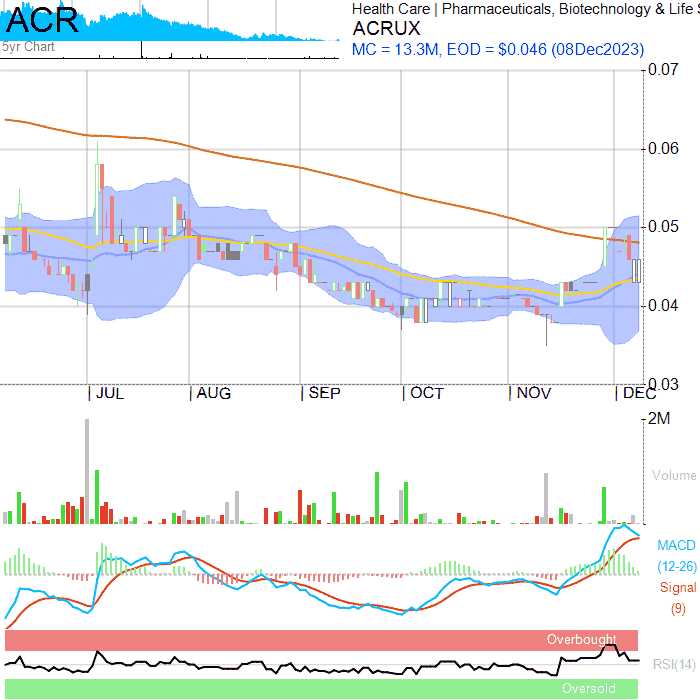 ACR
5yr Chart
Health Care | Pharmaceuticals, Biotechnology & Life S
ACRUX
MC = 13.3M, EOD = $0.046 (08Dec2023)
0.07
0.06
0.05
0.04
0.03
JUL
AUG
SEP
OCT
NOV
DEC
2M
Volume
MACD
(12-26)
Signal
(9)
Overbought
RSI(14)
Oversold